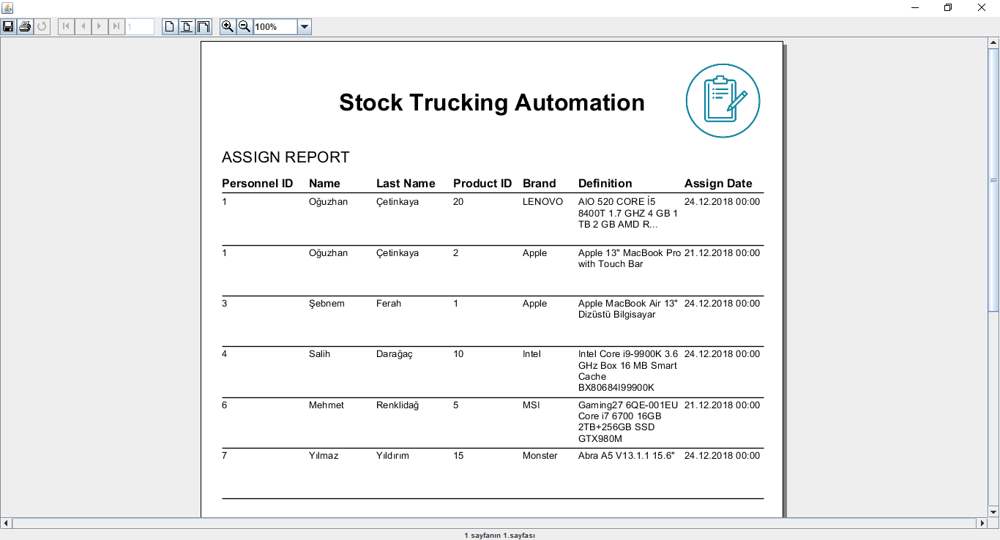 1
100%
Stock Trucking Automation
ASSIGN REPORT
Personnel ID Name Last Name Product ID Brand Definition Assign Date
1 Oğuzhan Çetinkaya 20 LENOVO AIO 520 CORE İ5 24.12.2018 00:00
8400T 1.7 GHZ 4 GB 1
TB 2 GB AMD R...
1 Oğuzhan Çetinkaya 2 Apple Apple 13" MacBook Pro 21.12.2018 00:00
with Touch Bar
3 Şebnem Ferah 1 Apple Apple MacBook Air 13" 24.12.2018 00:00
Dizüstü Bilgisayar
4 Salih Darağaç 10 Intel Intel Core i9-9900K 3.6 24.12.2018 00:00
GHz Box 16 MB Smart
Cache
BX80684I99900K
6 Mehmet Renklidağ 5 MSI Gaming27 6QE-001EU 21.12.2018 00:00
Core i7 6700 16GB
2TB+256GB SSD
GTX980M
7 Yılmaz Yıldırım 15 Monster Abra A5 V13.1.1 15.6" 24.12.2018 00:00
1 sayfanın 1.sayfası